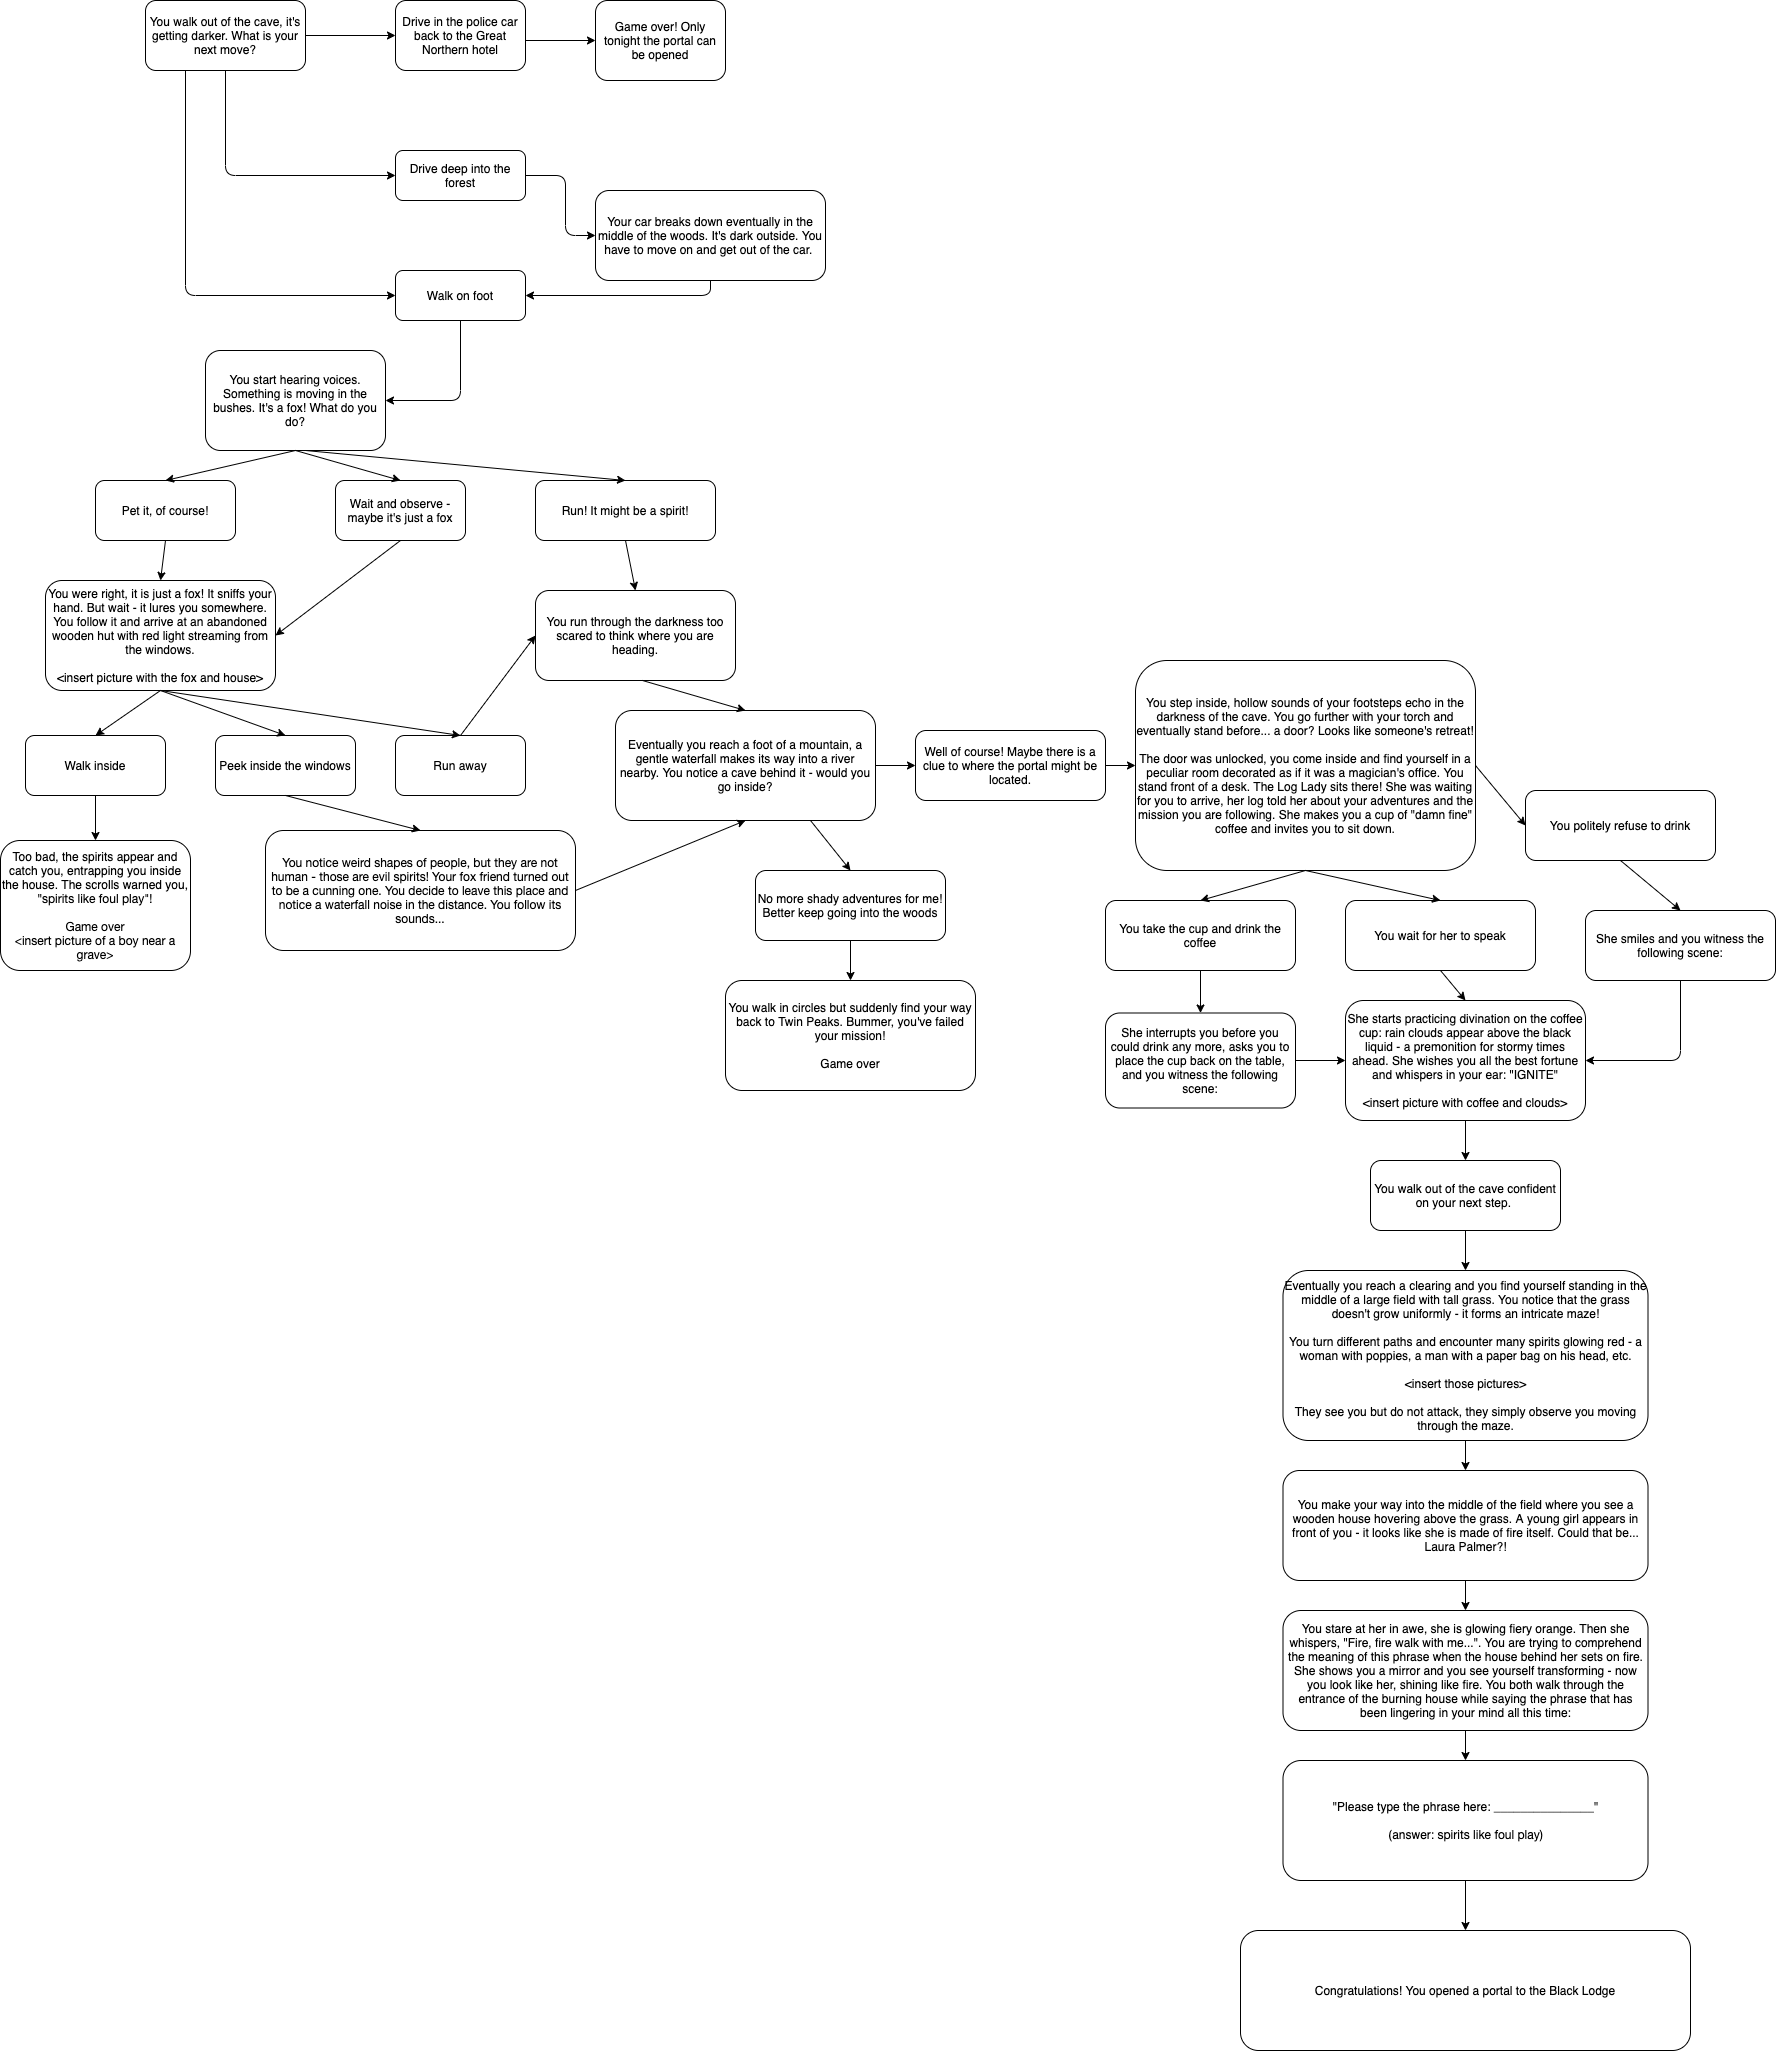 You walk out of the cave, it's
getting darker. What is your
next move?
Drive in the police car
back to the Great
Northern hotel
Game over! Only
tonight the portal can
be opened
Drive deep into the
forest
Your car breaks down eventually in the
middle of the woods. It's dark outside. You
have to move on and get out of the car.
Walk on foot
You start hearing voices.
Something is moving in the
bushes. It's a fox! What do you
do?
Pet it, of course!
Wait and observe -
maybe it's just a fox
Run! It might be a spirit!
You were right, it is just a fox! It sniffs your
hand. But wait - it lures you somewhere.
You follow it and arrive at an abandoned
wooden hut with red light streaming from
the windows.
<insert picture with the fox and house>
You run through the darkness too
scared to think where you are
heading.
Walk inside
Peek inside the windows
Run away
Too bad, the spirits appear and
catch you, entrapping you inside
the house. The scrolls warned you,
"spirits like foul play"!
Game over
<insert picture of a boy near a
grave>
You notice weird shapes of people, but they are not
human - those are evil spirits! Your fox friend turned out
to be a cunning one. You decide to leave this place and
notice a waterfall noise in the distance. You follow its
sounds...
Eventually you reach a foot of a mountain, a
gentle waterfall makes its way into a river
nearby. You notice a cave behind it - would you
go inside?
Well of course! Maybe there is a
clue to where the portal might be
located.
No more shady adventures for me!
Better keep going into the woods
You walk in circles but suddenly find your way
back to Twin Peaks. Bummer, you've failed
your mission!
Game over
You step inside, hollow sounds of your footsteps echo in the
darkness of the cave. You go further with your torch and
eventually stand before... a door? Looks like someone's retreat!
The door was unlocked, you come inside and find yourself in a
peculiar room decorated as if it was a magician's office. You
stand front of a desk. The Log Lady sits there! She was waiting
for you to arrive, her log told her about your adventures and the
mission you are following. She makes you a cup of "damn fine"
coffee and invites you to sit down.
You politely refuse to drink
You take the cup and drink the
coffee
You wait for her to speak
She smiles and you witness the
following scene:
She interrupts you before you
could drink any more, asks you to
place the cup back on the table,
and you witness the following
scene:
She starts practicing divination on the coffee
cup: rain clouds appear above the black
liquid - a premonition for stormy times
ahead. She wishes you all the best fortune
and whispers in your ear: "IGNITE"
<insert picture with coffee and clouds>
You walk out of the cave confident
on your next step.
Eventually you reach a clearing and you find yourself standing in the
middle of a large field with tall grass. You notice that the grass
doesn't grow uniformly - it forms an intricate maze!
You turn different paths and encounter many spirits glowing red - a
woman with poppies, a man with a paper bag on his head, etc.
<insert those pictures>
They see you but do not attack, they simply observe you moving
through the maze.
You make your way into the middle of the field where you see a
wooden house hovering above the grass. A young girl appears in
front of you - it looks like she is made of fire itself. Could that be...
Laura Palmer?!
You stare at her in awe, she is glowing fiery orange. Then she
whispers, "Fire, fire walk with me...". You are trying to comprehend
the meaning of this phrase when the house behind her sets on fire.
She shows you a mirror and you see yourself transforming - now
you look like her, shining like fire. You both walk through the
entrance of the burning house while saying the phrase that has
been lingering in your mind all this time:
"Please type the phrase here: _______________"
(answer: spirits like foul play)
Congratulations! You opened a portal to the Black Lodge